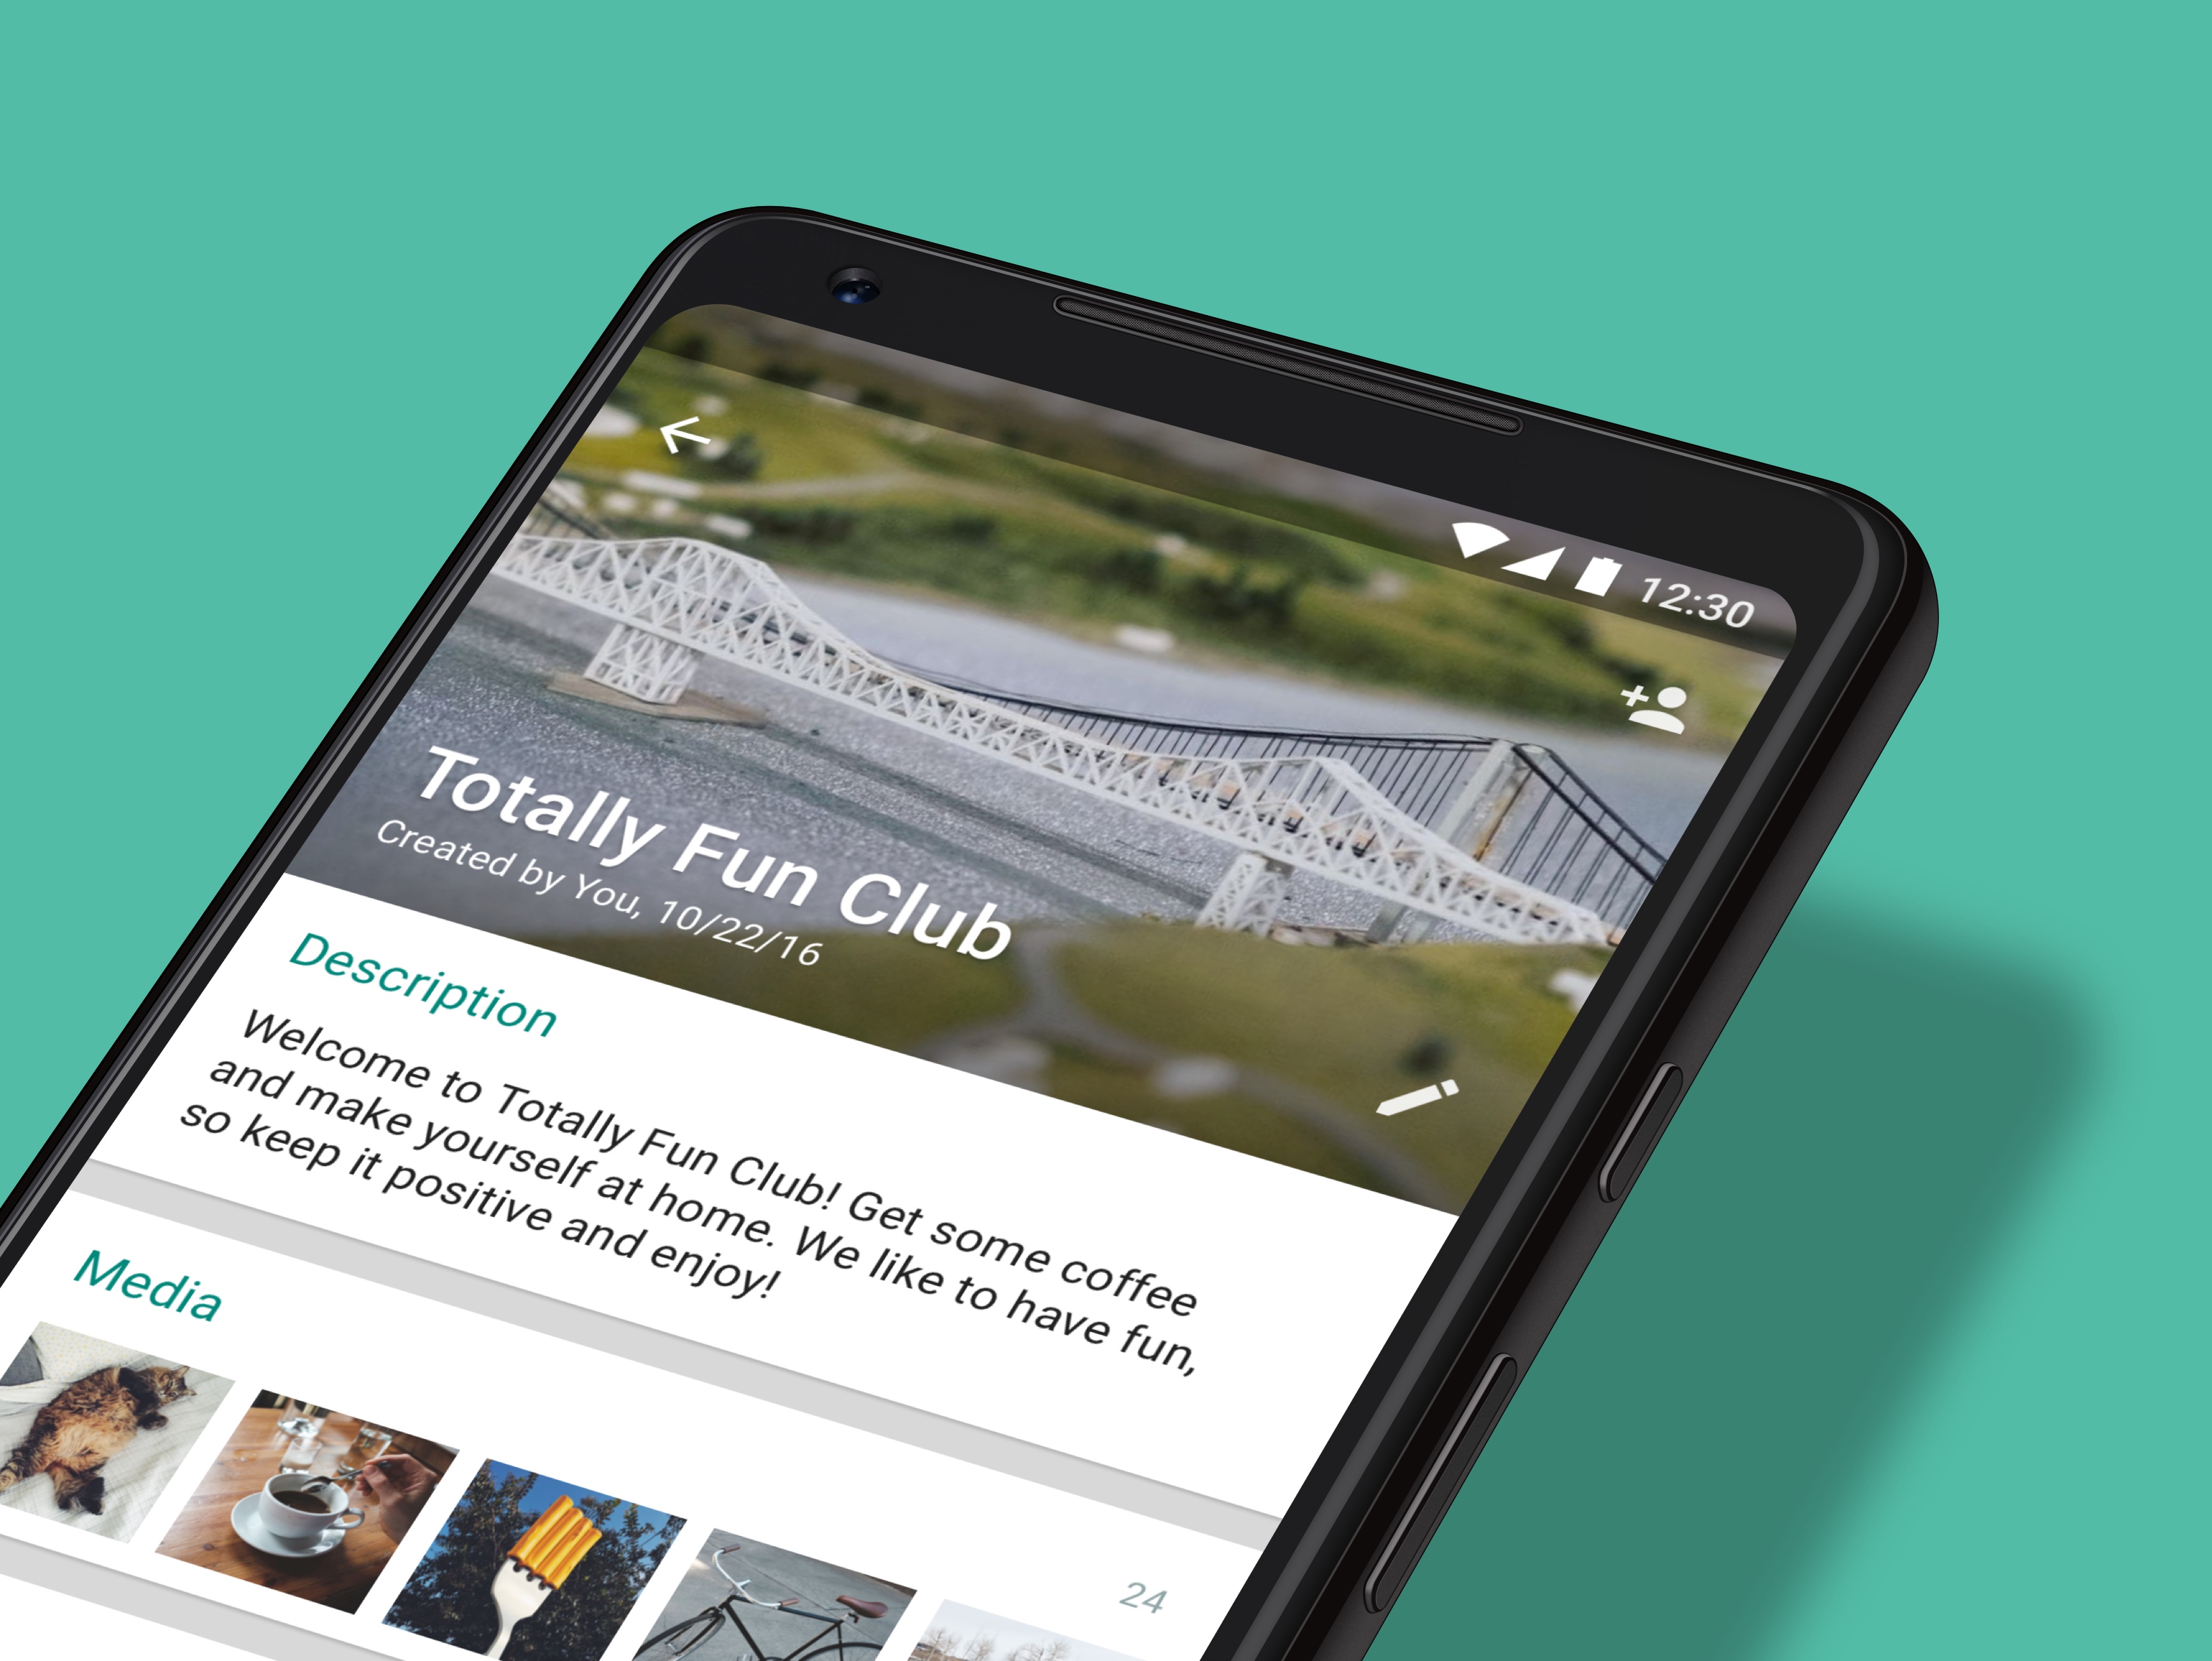 12:30
Totally Fun Club
Created by You, 10/22/16
Description
Welcome to Totally Fun Club! Get some coffee
and make yourself at home. We like to have fun,
so keep it positive and enjoy!
Media
24